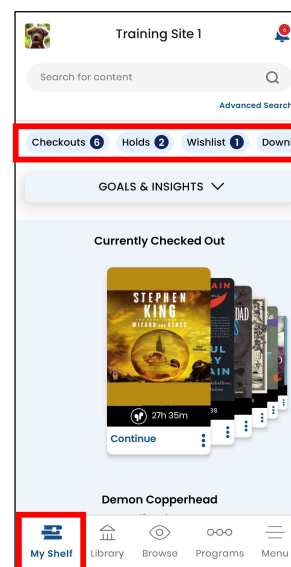 Training Site 1
6
Search for content
Advanced Search
Checkouts 6 Holds 2 Wishlist 1 Downl
GOALS & INSIGHTS
Currently Checked Out
STEPHEN
KING
WIZARD AND GLASS
27h 35m
Continue
Demon Copperhead
My Shelf Library Browse Programs Menu